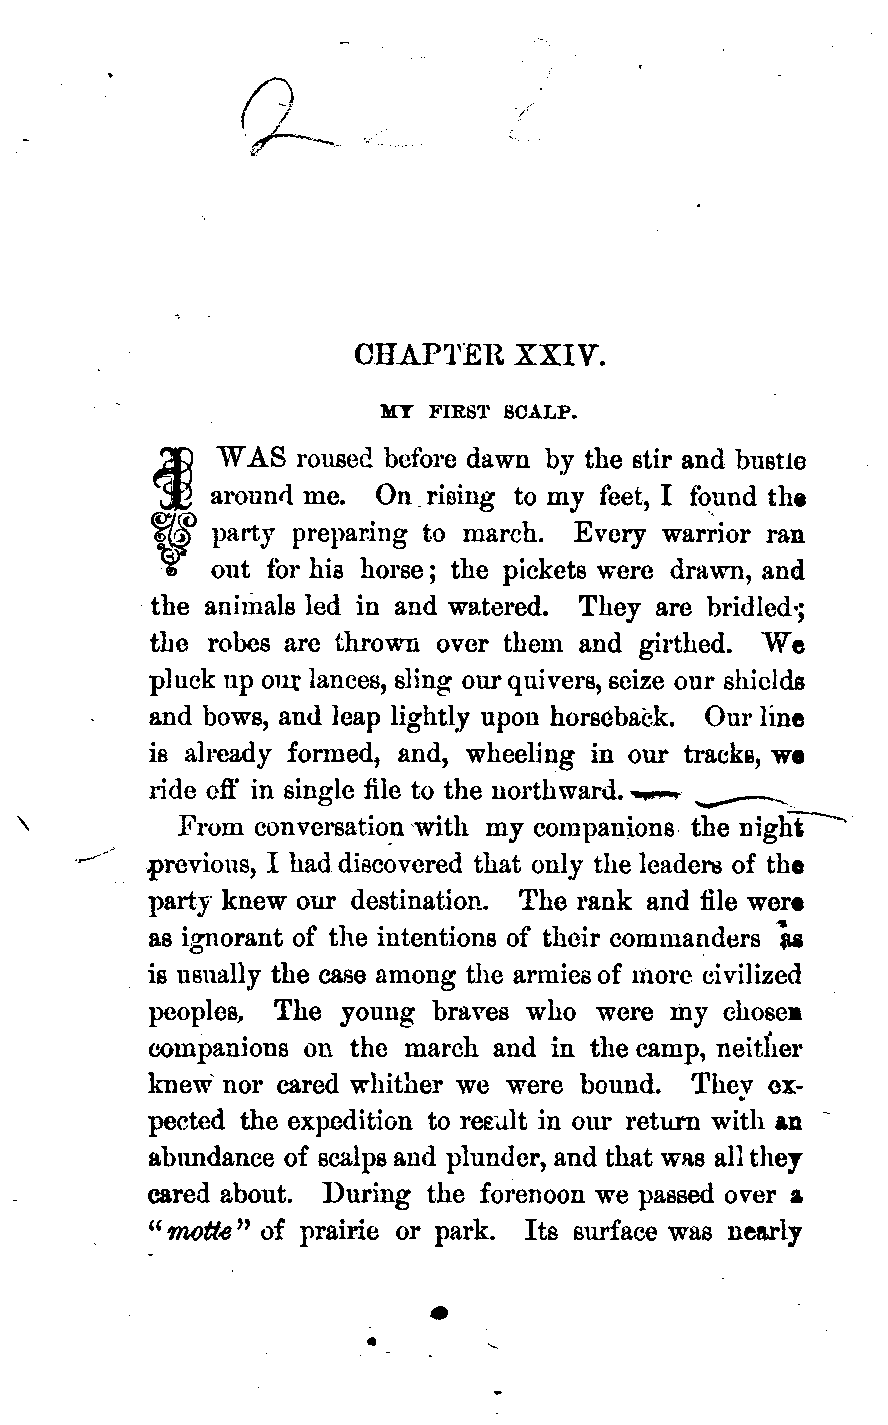 2
CHAPTER XXIV.
MY FIRST SCALP.
I WAS roused before dawn by the stir and bustle
around me. On rising to my feet, I found the
party preparing to march. Every warrior ran
out for his horse; the pickets were drawn, and
the animals led in and watered. They are bridled;
the robes are thrown over them and girthed. We
pluck up our lances, sling our quivers, seize our shields
and bows, and leap lightly upon horseback. Our line
is already formed, and, wheeling in our tracks, we
ride off in single file to the northward.
From conversation with my companions the night
previous, I had discovered that only the leaders of the
party knew our destination. The rank and file were
as ignorant of the intentions of their commanders as
is usually the case among the armies of more civilized
peoples. The young braves who were my chosen
companions on the march and in the camp, neither
knew nor cared whither we were bound. They ex-
pected the expedition to result in our return with an
abundance of scalps and plunder, and that was all they
cared about. During the forenoon we passed over a
"motte" of prairie or park. Its surface was nearly